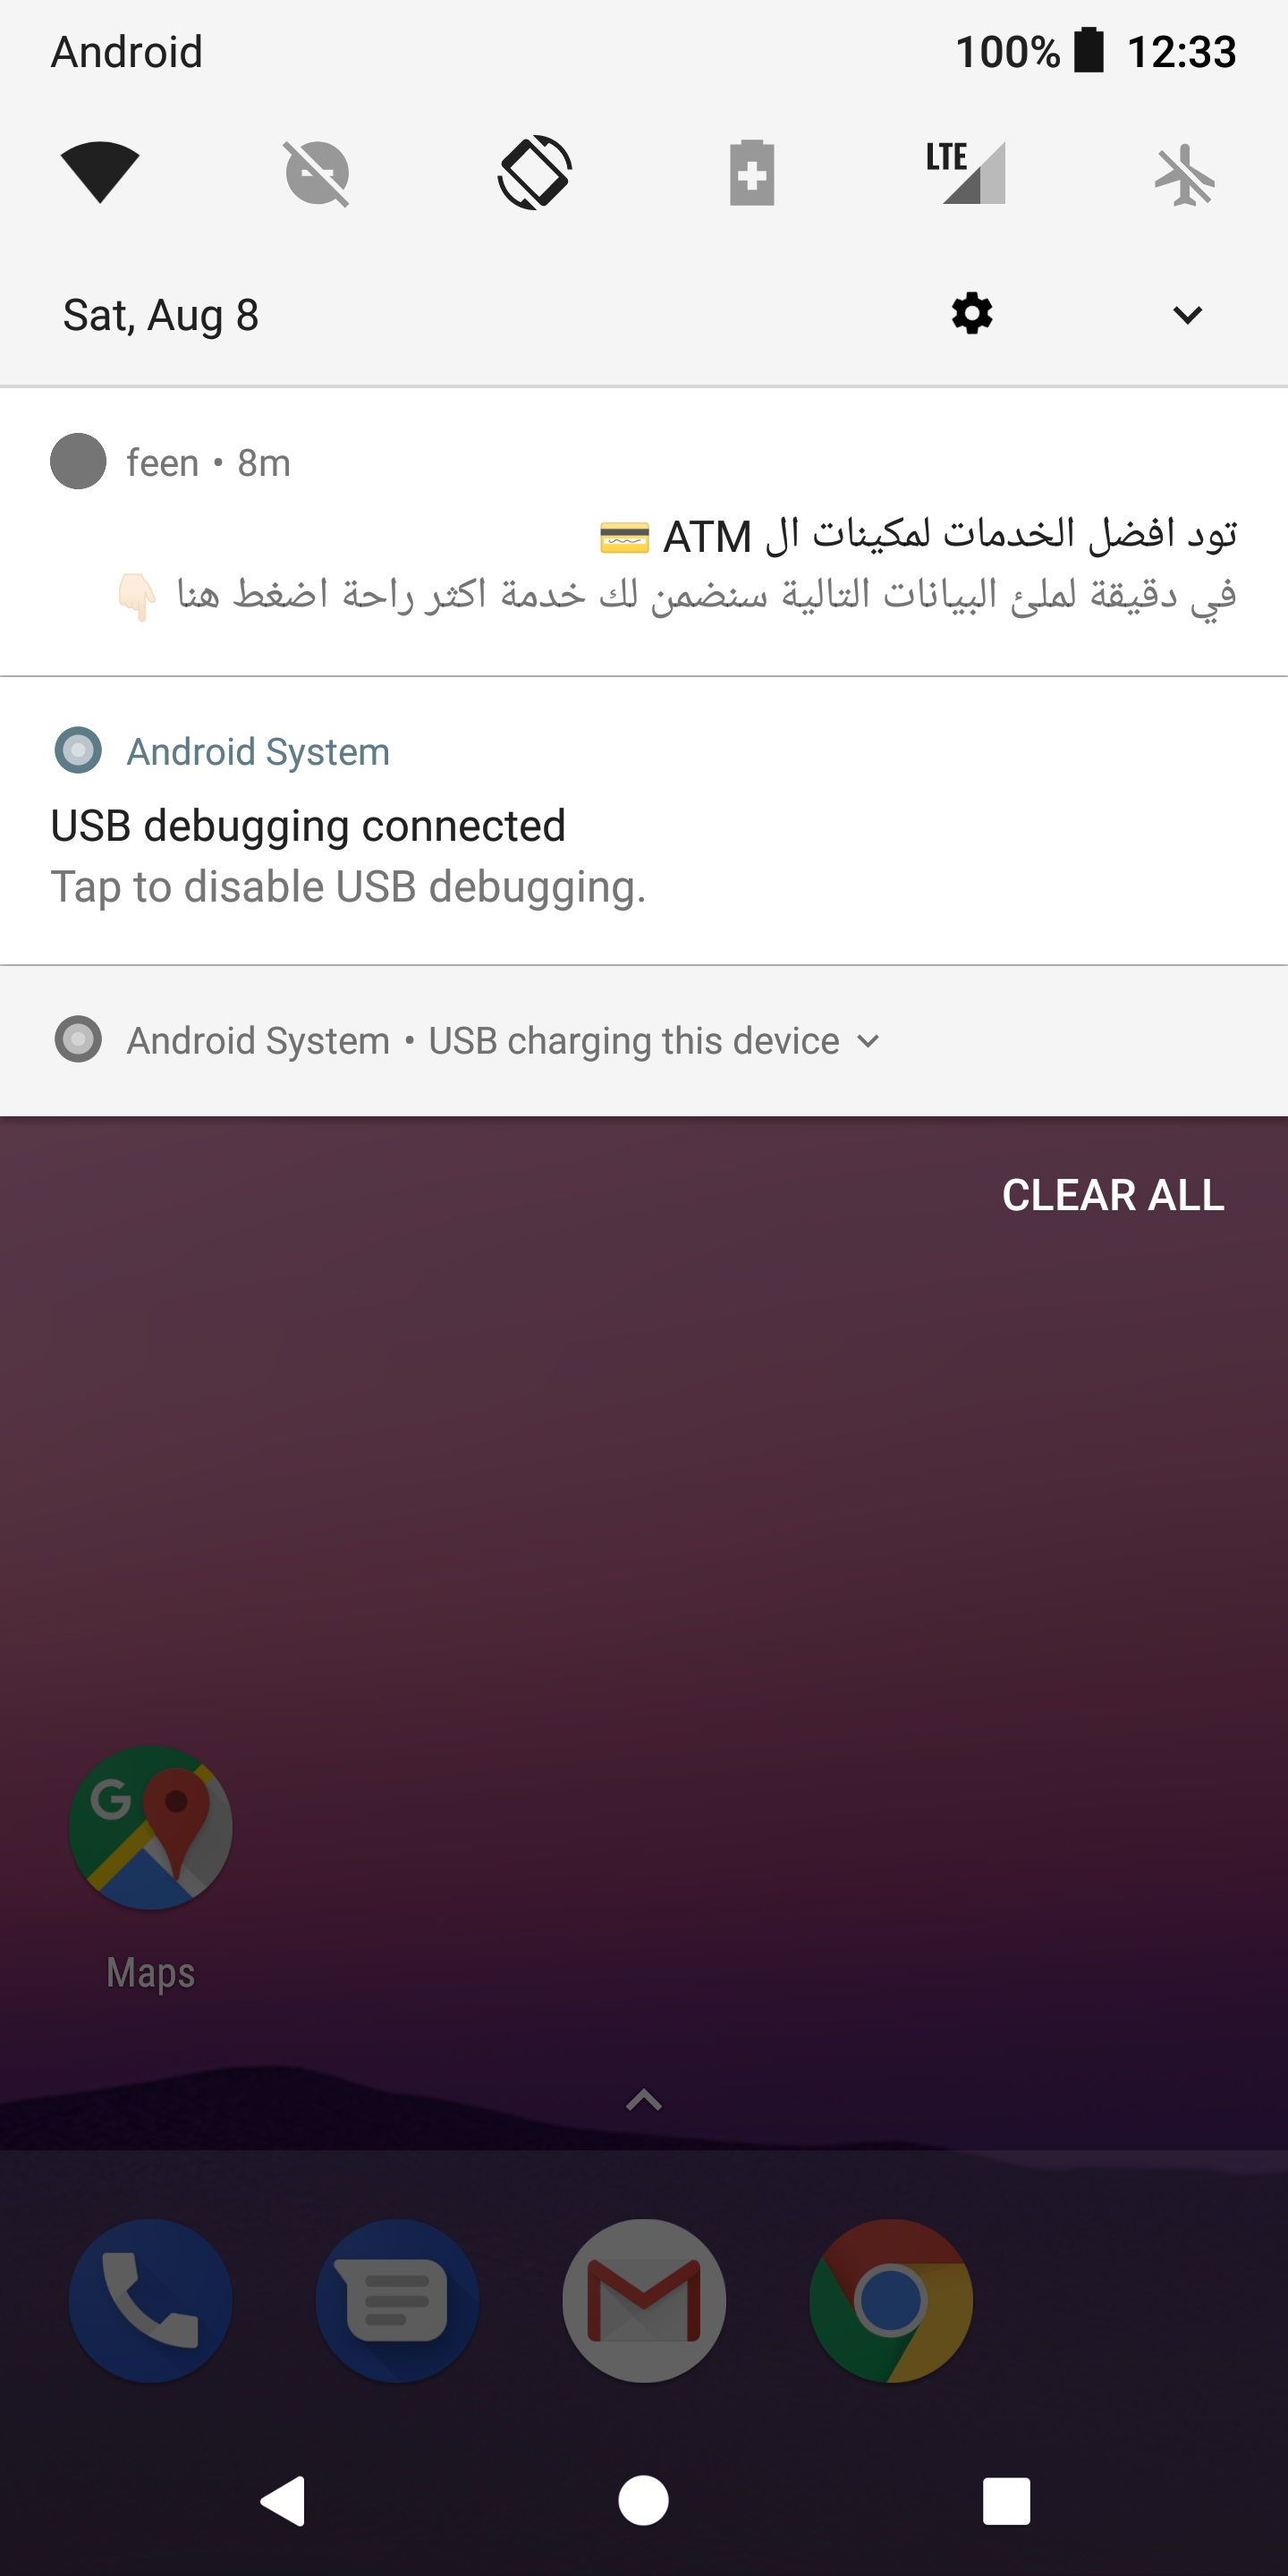 Android 100% 12:33
LTE
Sat, Aug 8
feen • 8m
تود افضل الخدمات لمكينات ال ATM 💳
في دقيقة لملئ البيانات التالية سنضمن لك خدمة اكثر راحة اضغط هنا 👇🏻
Android System
USB debugging connected
Tap to disable USB debugging.
Android System • USB charging this device
CLEAR ALL
G
Maps